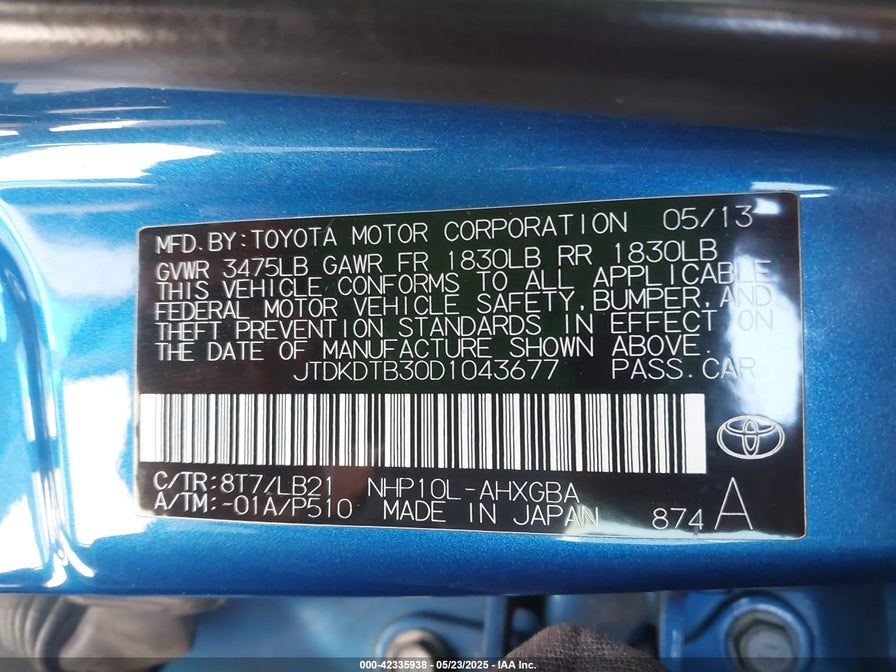 MFD. BY: TOYOTA MOTOR CORPORATION 05/13
GVWR 3475LB GAWR FR 1830LB RR 1830LB
THIS VEHICLE CONFORMS TO ALL APPLICABLE
FEDERAL MOTOR VEHICLE SAFETY, BUMPER, AND
THEFT PREVENTION STANDARDS IN EFFECT ON
THE DATE OF MANUFACTURE SHOWN ABOVE.
JTDKDTB30D1043677 PASS. CAR
C/TR: 8T7/LB21 NHP10L-AHXGBA
A/TM: -01A/P510 MADE IN JAPAN 874 A
000-42335938 - 05/23/2025 - IAA Inc.